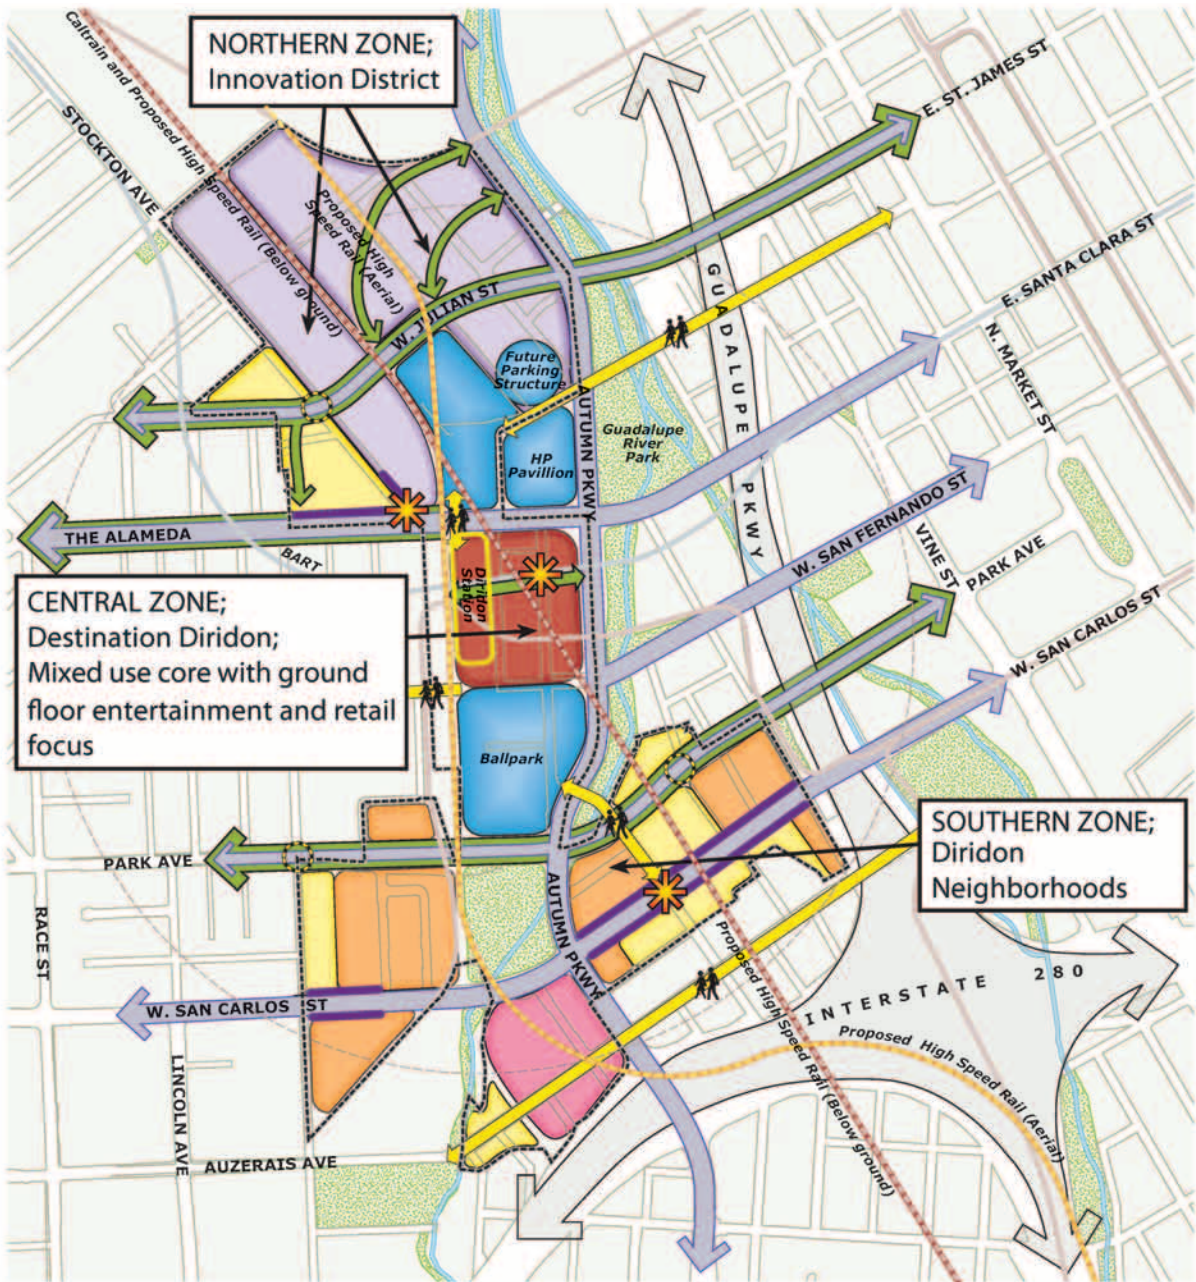 NORTHERN ZONE;
Innovation District
Caltrain and Proposed High Speed Rail (Below ground)
STOCKTON AVE
E. ST. JAMES ST
Proposed High
Speed Rail (Aerial)
W. JULIAN ST
E. SANTA CLARA ST
GUADALUPE PKWY
N. MARKET ST
Future
Parking
Structure
AUTUMN PKWY
HP
Pavillion
Guadalupe
River
Park
THE ALAMEDA
BART
W. SAN FERNANDO ST
VINE ST
PARK AVE
W. SAN CARLOS ST
Diridon
Station
CENTRAL ZONE;
Destination Diridon;
Mixed use core with ground
floor entertainment and retail
focus
Ballpark
SOUTHERN ZONE;
Diridon
Neighborhoods
PARK AVE
AUTUMN PKWY
RACE ST
W. SAN CARLOS ST
INTERSTATE 280
Proposed High Speed Rail (Below ground)
Proposed High Speed Rail (Aerial)
LINCOLN AVE
AUZERAIS AVE